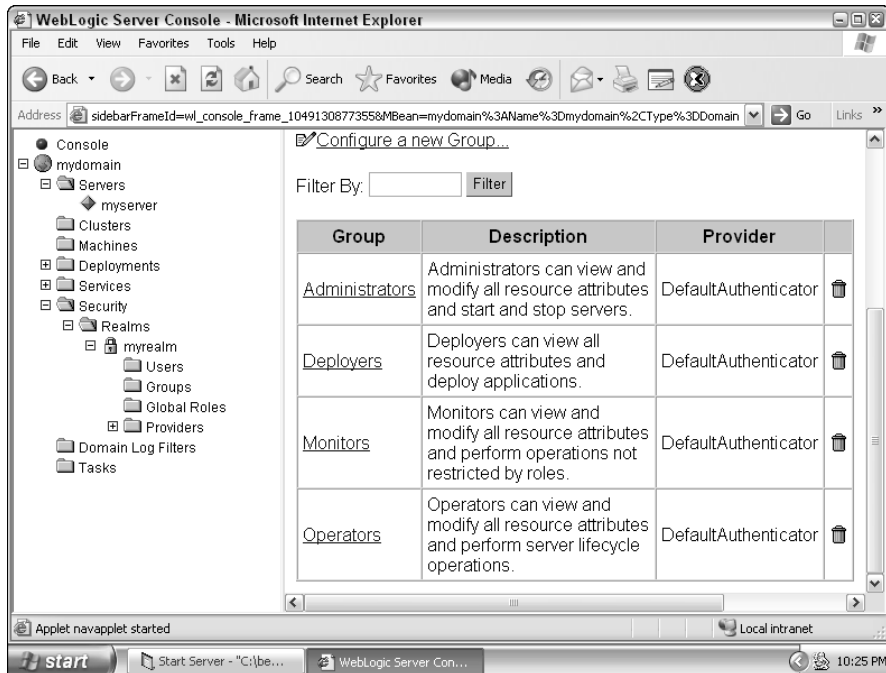 WebLogic Server Console - Microsoft Internet Explorer
File Edit View Favorites Tools Help
Back Search Favorites Media
Address sidebarFrameId=wl_console_frame_1049130877355&MBean=mydomain%3AName%3Dmydomain%2CType%3DDomain Go Links »
Console
mydomain
Servers
myserver
Clusters
Machines
Deployments
Services
Security
Realms
myrealm
Users
Groups
Global Roles
Providers
Domain Log Filters
Tasks
Configure a new Group...
Filter By: Filter
Group Description Provider
Administrators Administrators can view and modify all resource attributes and start and stop servers. DefaultAuthenticator
Deployers Deployers can view all resource attributes and deploy applications. DefaultAuthenticator
Monitors Monitors can view and modify all resource attributes and perform operations not restricted by roles. DefaultAuthenticator
Operators Operators can view and modify all resource attributes and perform server lifecycle operations. DefaultAuthenticator
Applet navapplet started Local intranet
start Start Server - "C:\be... WebLogic Server Con... 10:25 PM